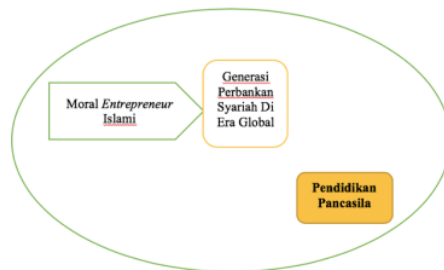 Moral Entrepreneur
Islami
Generasi
Perbankan
Syariah Di
Era Global
Pendidikan
Pancasila